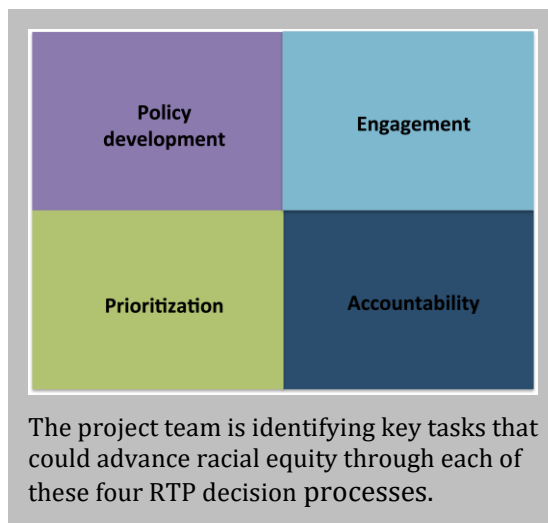 Policy
development
Engagement
Prioritization
Accountability
The project team is identifying key tasks that
could advance racial equity through each of
these four RTP decision processes.